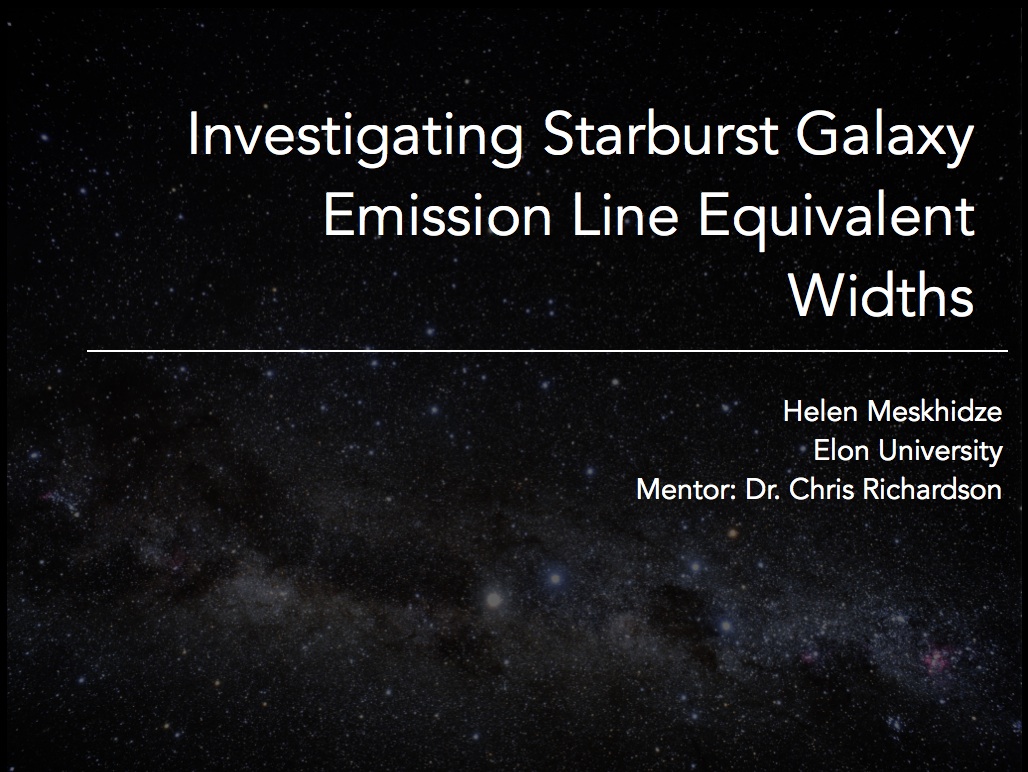 Investigating Starburst Galaxy
Emission Line Equivalent
Widths
Helen Meskhidze
Elon University
Mentor: Dr. Chris Richardson